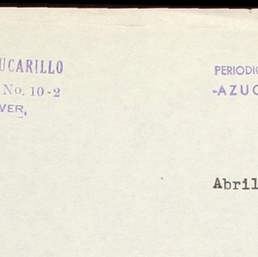 UCARILLO
No. 10-2
VER,
PERIODIC
-AZUC
Abril